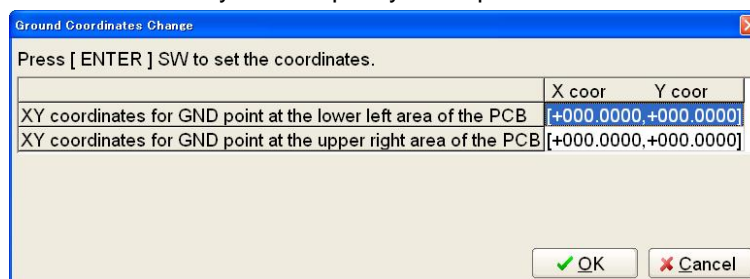 Ground Coordinates Change
Press [ ENTER ] SW to set the coordinates.
X coor Y coor
XY coordinates for GND point at the lower left area of the PCB [+000.0000,+000.0000]
XY coordinates for GND point at the upper right area of the PCB [+000.0000,+000.0000]
OK Cancel